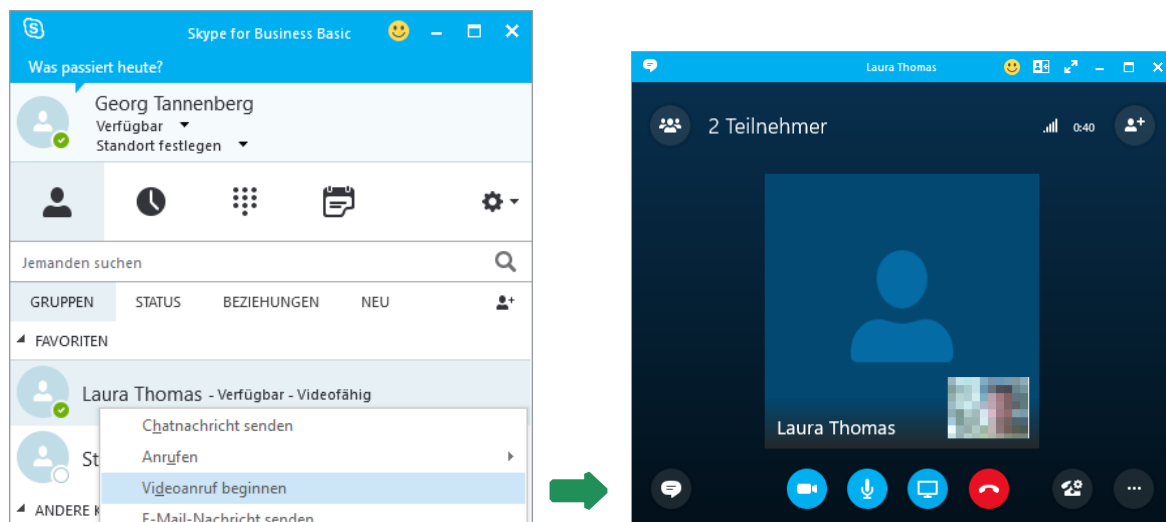 Skype for Business Basic
Was passiert heute?
Georg Tannenberg
Verfügbar
Standort festlegen
Jemanden suchen
GRUPPEN STATUS BEZIEHUNGEN NEU
FAVORITEN
Laura Thomas - Verfügbar - Videofähig
Chatnachricht senden
St
Anrufen
Videoanruf beginnen
ANDERE K
E-Mail-Nachricht senden
Laura Thomas
2 Teilnehmer
0:40
Laura Thomas